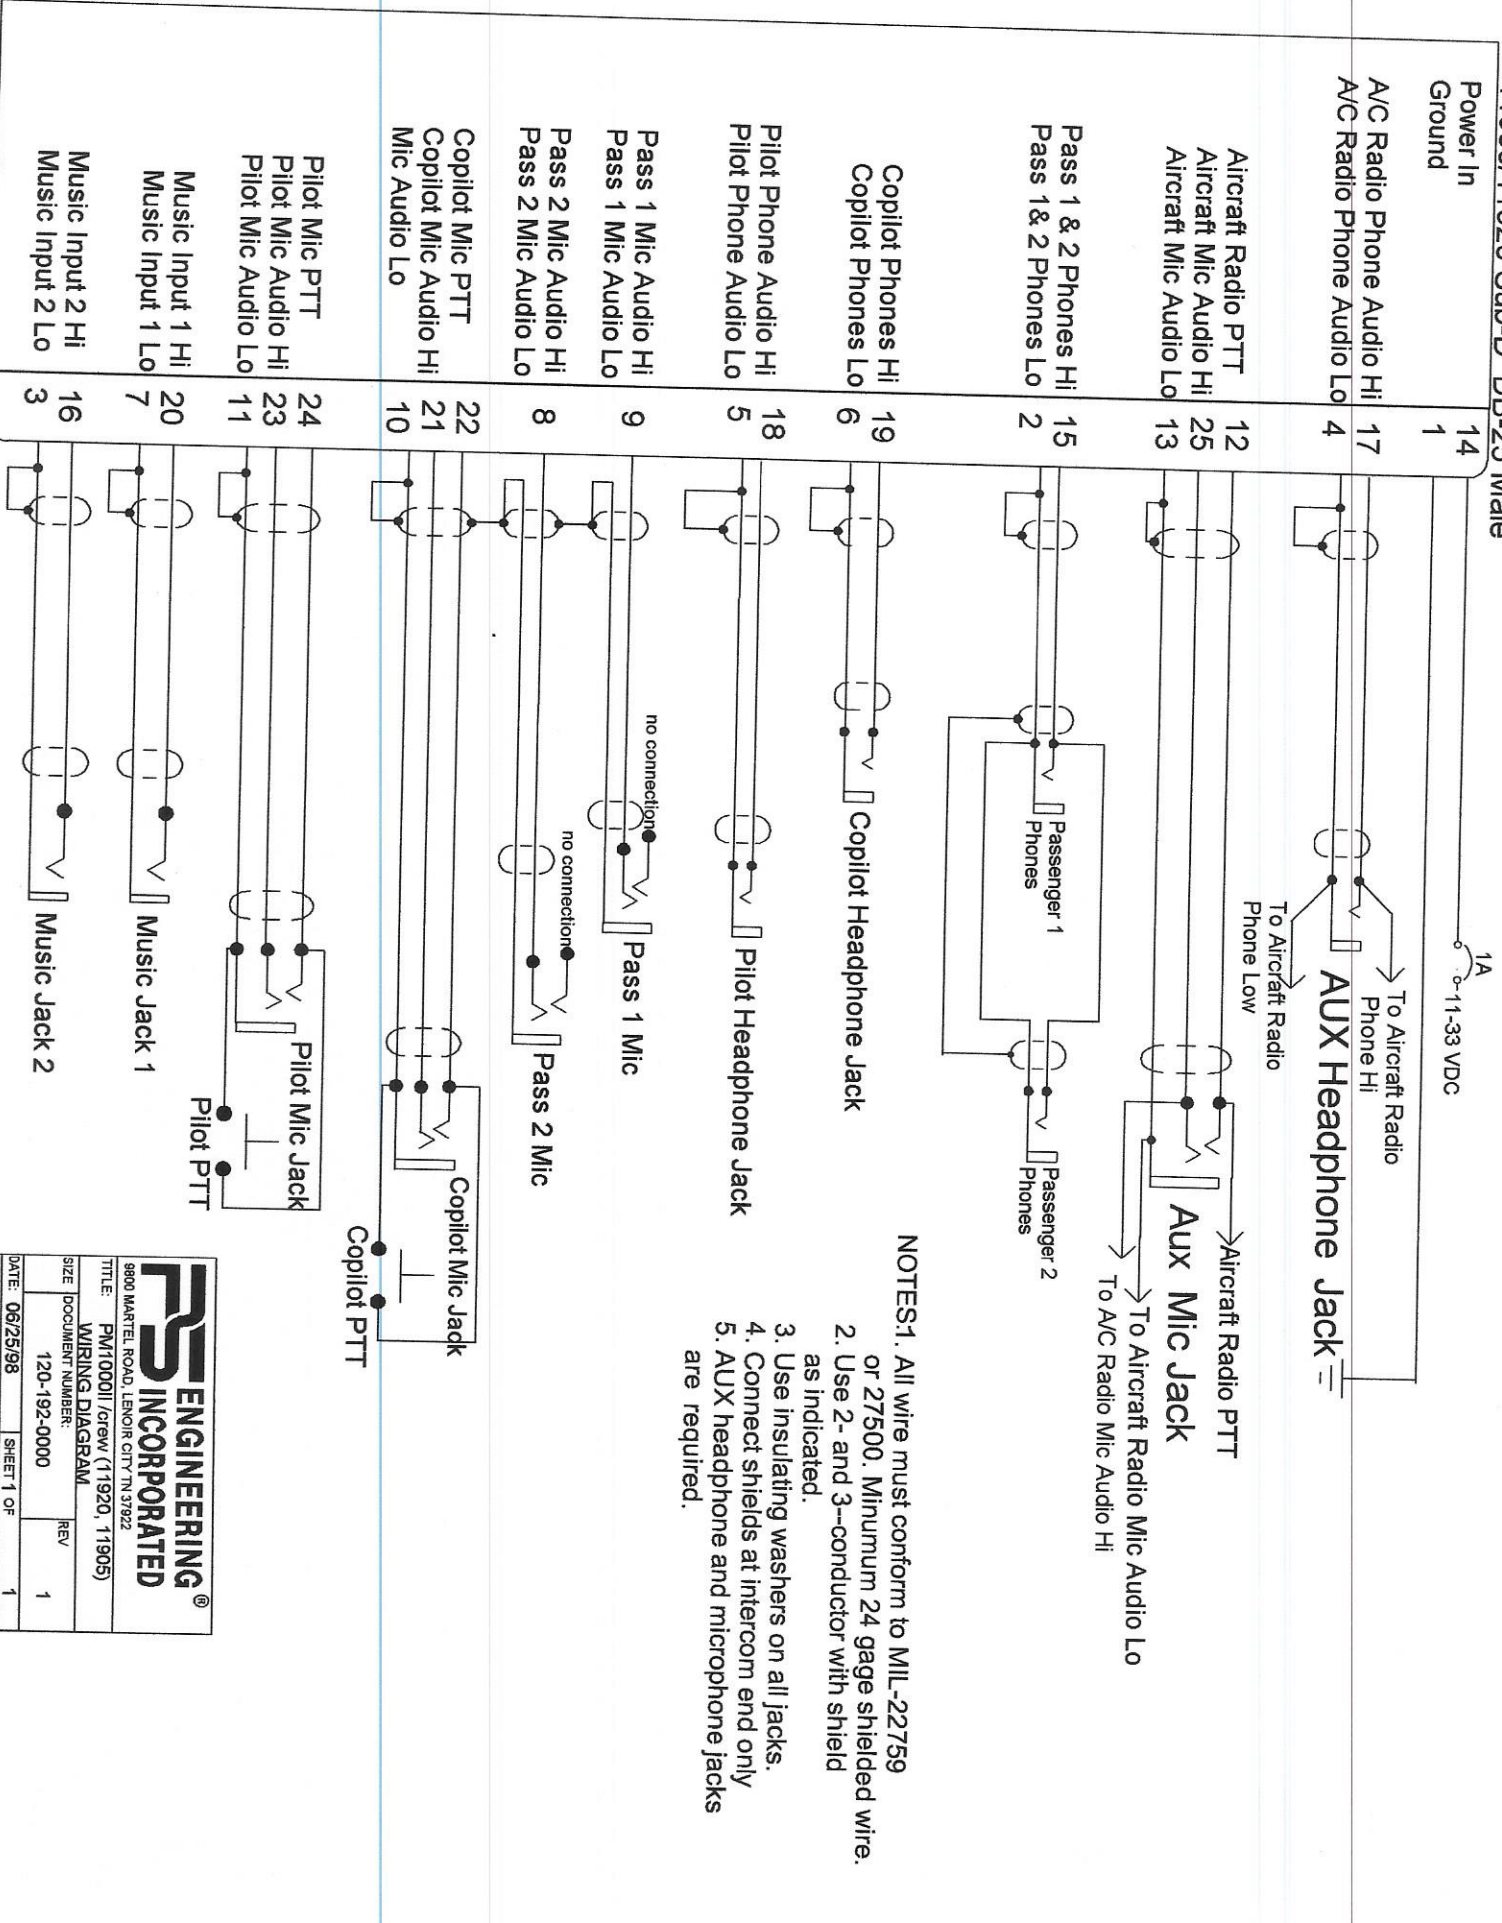 Sub-D DB-25 Male
Power In 14
Ground 1
1A
11-33 VDC
A/C Radio Phone Audio Hi 17
A/C Radio Phone Audio Lo 4
To Aircraft Radio
Phone Hi
AUX Headphone Jack
To Aircraft Radio
Phone Low
Aircraft Radio PTT 12
Aircraft Mic Audio Hi 25
Aircraft Mic Audio Lo 13
Aircraft Radio PTT
Aux Mic Jack
To Aircraft Radio Mic Audio Lo
To A/C Radio Mic Audio Hi
Pass 1 & 2 Phones Hi 15
Pass 1& 2 Phones Lo 2
Passenger 1
Phones
Passenger 2
Phones
Copilot Phones Hi 19
Copilot Phones Lo 6
Copilot Headphone Jack
Pilot Phone Audio Hi 18
Pilot Phone Audio Lo 5
Pilot Headphone Jack
Pass 1 Mic Audio Hi 9
Pass 1 Mic Audio Lo
no connection
Pass 1 Mic
Pass 2 Mic Audio Hi 8
Pass 2 Mic Audio Lo
no connection
Pass 2 Mic
Copilot Mic PTT 22
Copilot Mic Audio Hi 21
Mic Audio Lo 10
Copilot Mic Jack
Copilot PTT
Pilot Mic PTT 24
Pilot Mic Audio Hi 23
Pilot Mic Audio Lo 11
Pilot Mic Jack
Pilot PTT
Music Input 1 Hi 20
Music Input 1 Lo 7
Music Jack 1
Music Input 2 Hi 16
Music Input 2 Lo 3
Music Jack 2
NOTES1. All wire must conform to MIL-22759
or 27500. Minumum 24 gage shielded wire.
2. Use 2- and 3--conductor with shield
as indicated.
3. Use insulating washers on all jacks.
4. Connect shields at intercom end only
5. AUX headphone and microphone jacks
are required.
PS ENGINEERING®
INCORPORATED
9800 MARTEL ROAD, LENOIR CITY TN 37922
TITLE: PM1000II /crew (11920, 11905)
WIRING DIAGRAM
SIZE DOCUMENT NUMBER: REV
120-192-0000 1
DATE: 06/25/98 SHEET 1 OF 1